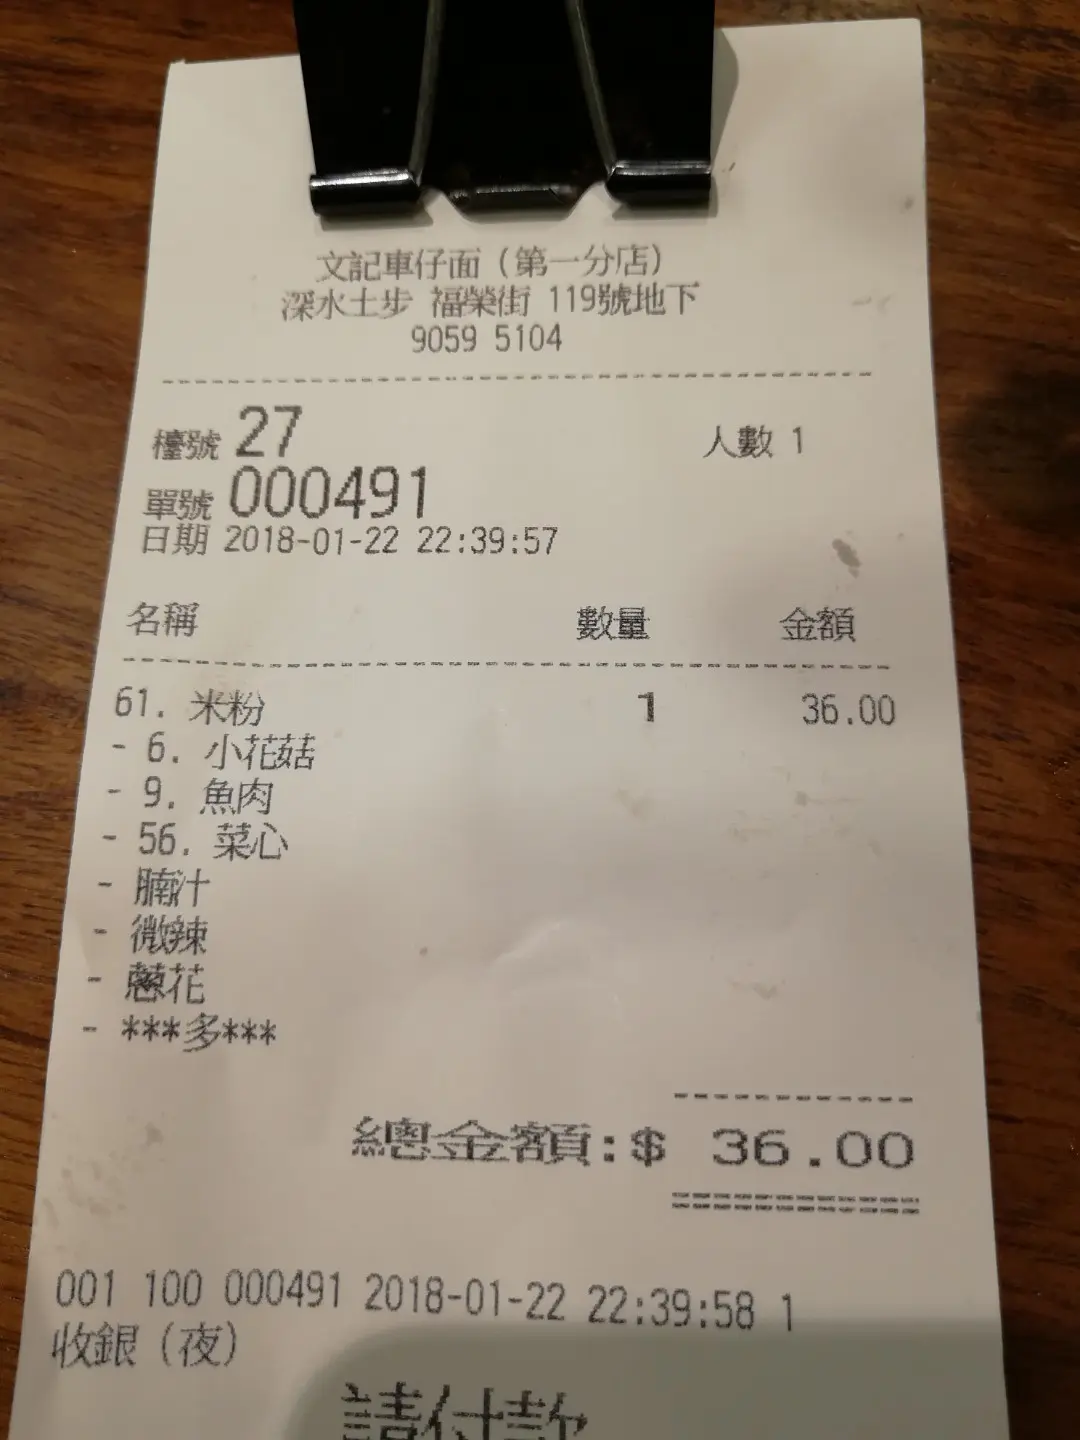 文記車仔面（第一分店）
深水土步 福榮街 119號地下
9059 5104
檯號 27 人數 1
單號 000491
日期 2018-01-22 22:39:57
名稱 數量 金額
61. 米粉 1 36.00
- 6. 小花菇
- 9. 魚肉
- 56. 菜心
- 腩汁
- 微辣
- 蔥花
- ***多***
總金額:$ 36.00
001 100 000491 2018-01-22 22:39:58 1
收銀（夜）
請付款